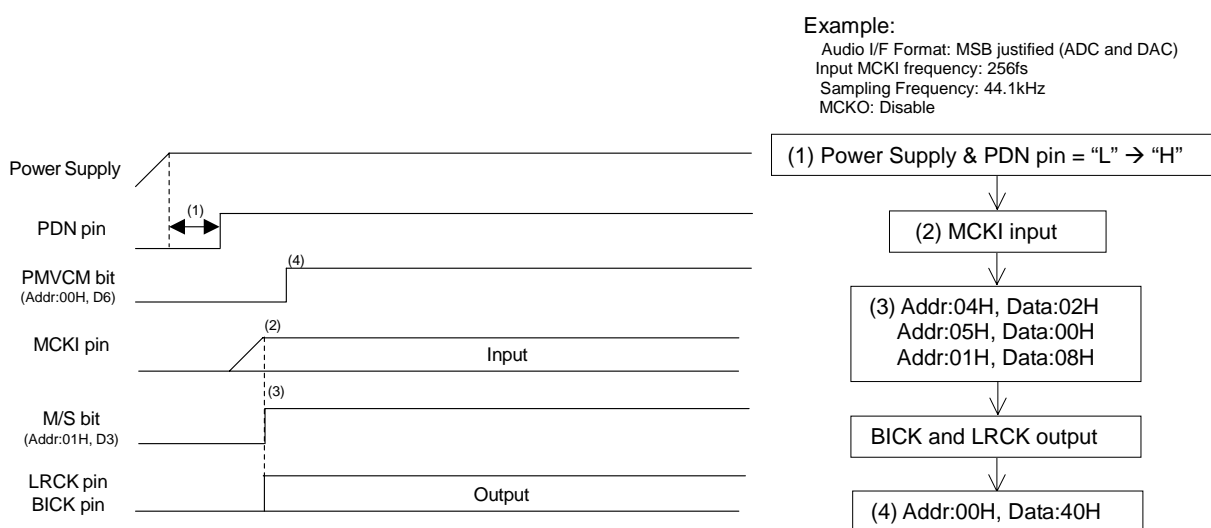 Example:
Audio I/F Format: MSB justified (ADC and DAC)
Input MCKI frequency: 256fs
Sampling Frequency: 44.1kHz
MCKO: Disable
Power Supply
(1)
PDN pin
PMVCM bit
(Addr:00H, D6)
(4)
MCKI pin
(2)
Input
M/S bit
(Addr:01H, D3)
(3)
LRCK pin
BICK pin
Output
(1) Power Supply & PDN pin = “L” → “H”
(2) MCKI input
(3) Addr:04H, Data:02H
Addr:05H, Data:00H
Addr:01H, Data:08H
BICK and LRCK output
(4) Addr:00H, Data:40H